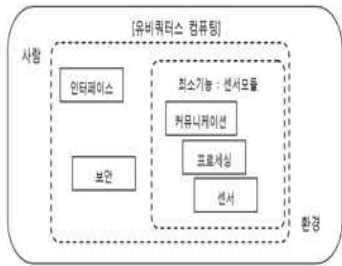 [유비쿼터스 컴퓨팅]
사람
인터페이스
최소기능 : 센서모듈
커뮤니케이션
프로세싱
보안
센서
환경